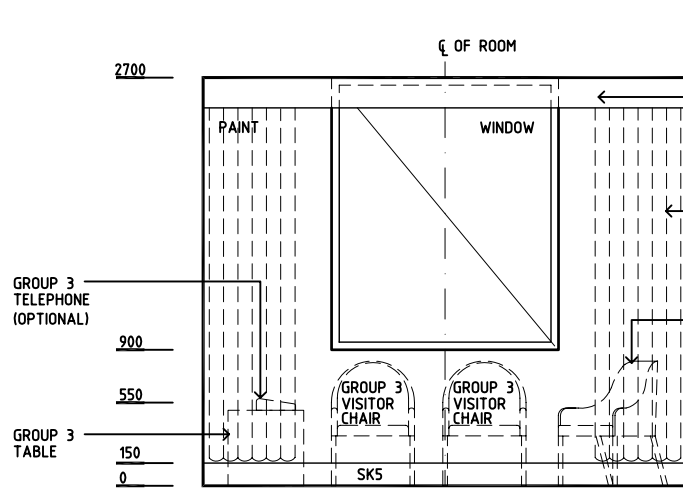 ℄ OF ROOM
2700
PAINT
WINDOW
GROUP 3
TELEPHONE
(OPTIONAL)
900
GROUP 3
VISITOR
CHAIR
GROUP 3
VISITOR
CHAIR
550
GROUP 3
TABLE
150
SK5
0